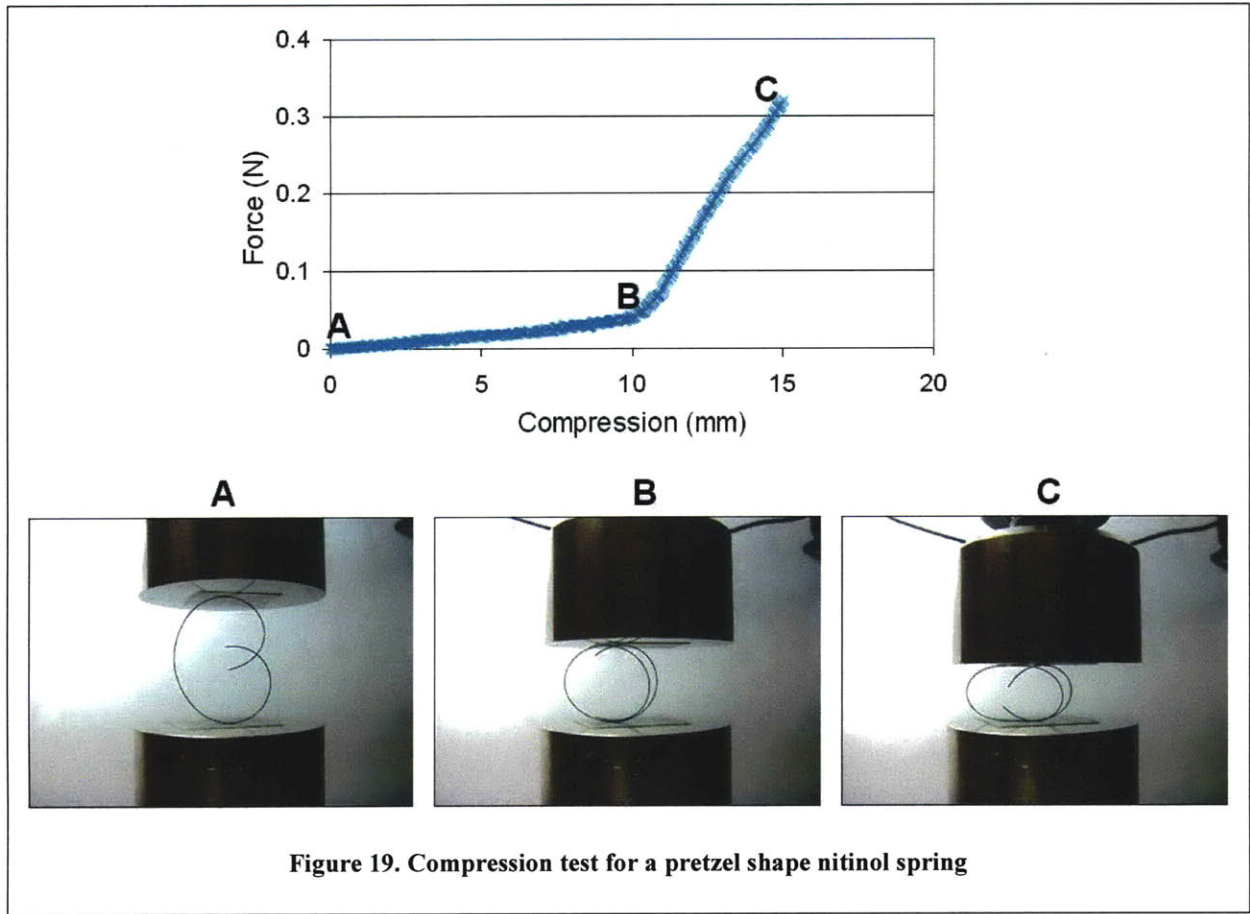 0.4
C
0.3
Force (N)
0.2
0.1
B
A
0
0 5 10 15 20
Compression (mm)
A B C
Figure 19. Compression test for a pretzel shape nitinol spring